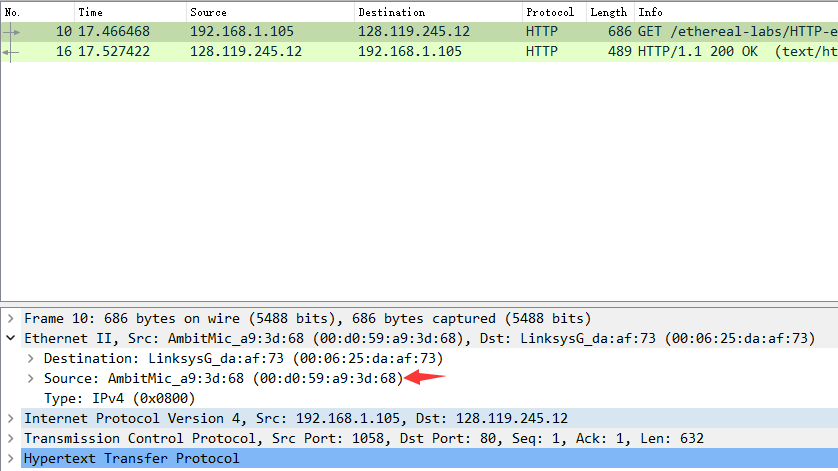 No. Time Source Destination Protocol Length Info
10 17.466468 192.168.1.105 128.119.245.12 HTTP 686 GET /ethereal-labs/HTTP-e
16 17.527422 128.119.245.12 192.168.1.105 HTTP 489 HTTP/1.1 200 OK (text/ht
Frame 10: 686 bytes on wire (5488 bits), 686 bytes captured (5488 bits)
Ethernet II, Src: AmbitMic_a9:3d:68 (00:d0:59:a9:3d:68), Dst: LinksysG_da:af:73 (00:06:25:da:af:73)
Destination: LinksysG_da:af:73 (00:06:25:da:af:73)
Source: AmbitMic_a9:3d:68 (00:d0:59:a9:3d:68)
Type: IPv4 (0x0800)
Internet Protocol Version 4, Src: 192.168.1.105, Dst: 128.119.245.12
Transmission Control Protocol, Src Port: 1058, Dst Port: 80, Seq: 1, Ack: 1, Len: 632
Hypertext Transfer Protocol